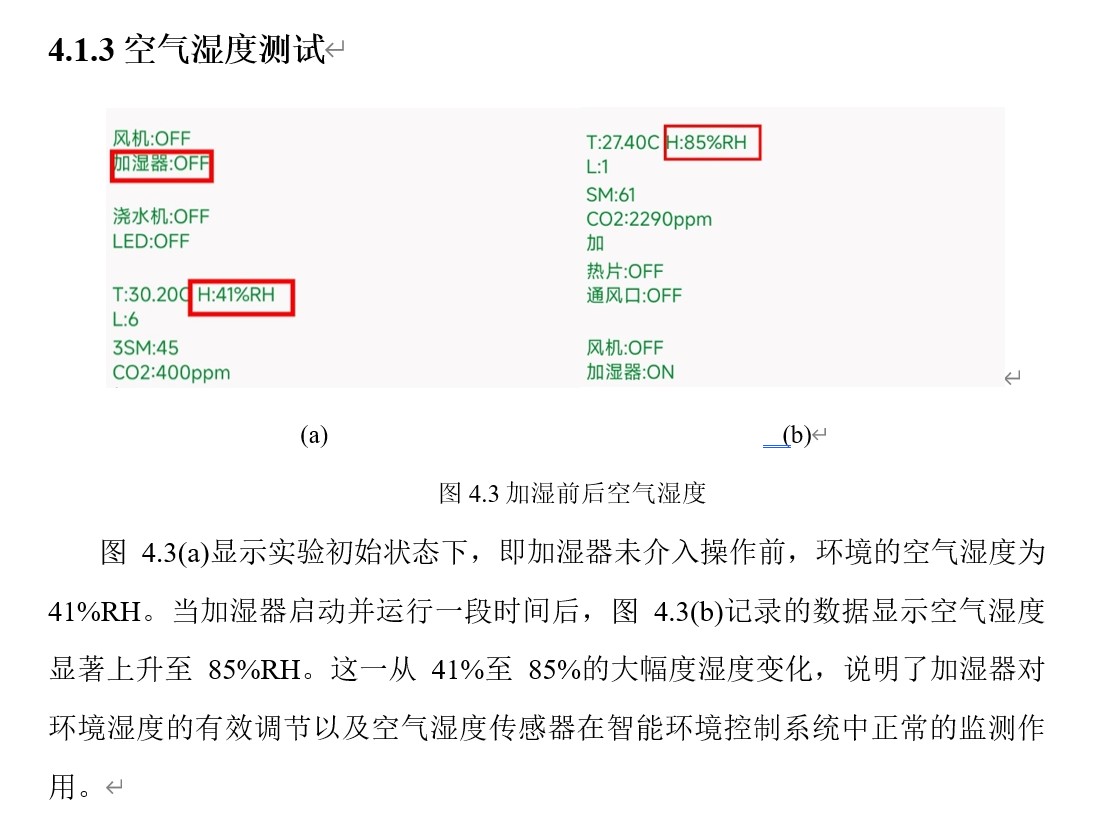 4.1.3 空气湿度测试↵
风机:OFF
加湿器:OFF
浇水机:OFF
LED:OFF
T:30.20C H:41%RH
L:6
3SM:45
CO2:400ppm
T:27.40C H:85%RH
L:1
SM:61
CO2:2290ppm
加
热片:OFF
通风口:OFF
风机:OFF
加湿器:ON
↵
(a)
(b)↵
图 4.3 加湿前后空气湿度
图 4.3(a)显示实验初始状态下，即加湿器未介入操作前，环境的空气湿度为
41%RH。当加湿器启动并运行一段时间后，图 4.3(b)记录的数据显示空气湿度
显著上升至 85%RH。这一从 41%至 85%的大幅度湿度变化，说明了加湿器对
环境湿度的有效调节以及空气湿度传感器在智能环境控制系统中正常的监测作
用。↵